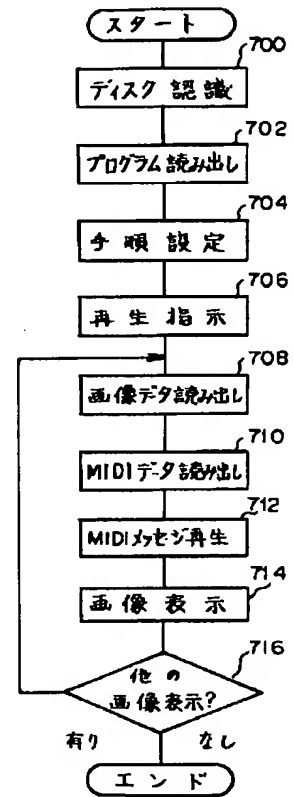 スタート
700
ディスク認識
702
プログラム読み出し
704
手順設定
706
再生指示
708
画像データ読み出し
710
MIDIデータ読み出し
712
MIDIメッセジ再生
714
画像表示
716
他の
画像表示?
有り なし
エンド